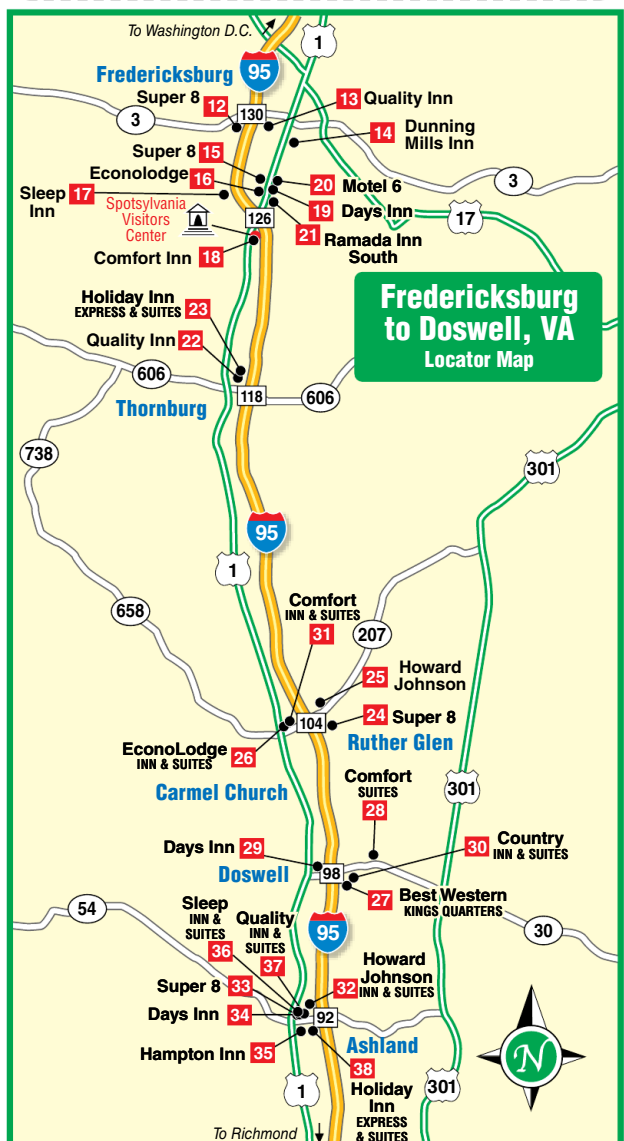 To Washington D.C.
1
Fredericksburg
95
Super 8 12
130
13 Quality Inn
3
14 Dunning
Mills Inn
Super 8 15
Econolodge 16
20 Motel 6
3
Sleep
Inn
17
19 Days Inn
17
Spotsylvania
Visitors
Center
126
21 Ramada Inn
South
Comfort Inn 18
Fredericksburg
to Doswell, VA
Locator Map
Holiday Inn
EXPRESS & SUITES
23
Quality Inn 22
606
118
606
Thornburg
738
301
95
1
Comfort
INN & SUITES
31
658
207
25 Howard
Johnson
104
24 Super 8
Ruther Glen
EconoLodge
INN & SUITES
26
Carmel Church
Comfort
SUITES
28
301
Days Inn 29
30 Country
INN & SUITES
Doswell
98
27 Best Western
KINGS QUARTERS
54
Sleep
INN &
SUITES
36
Quality
INN &
SUITES
37
95
30
Howard
Johnson
INN & SUITES
32
Super 8 33
Days Inn 34
92
Hampton Inn 35
Ashland
38
Holiday
Inn
EXPRESS
& SUITES
N
1
301
To Richmond